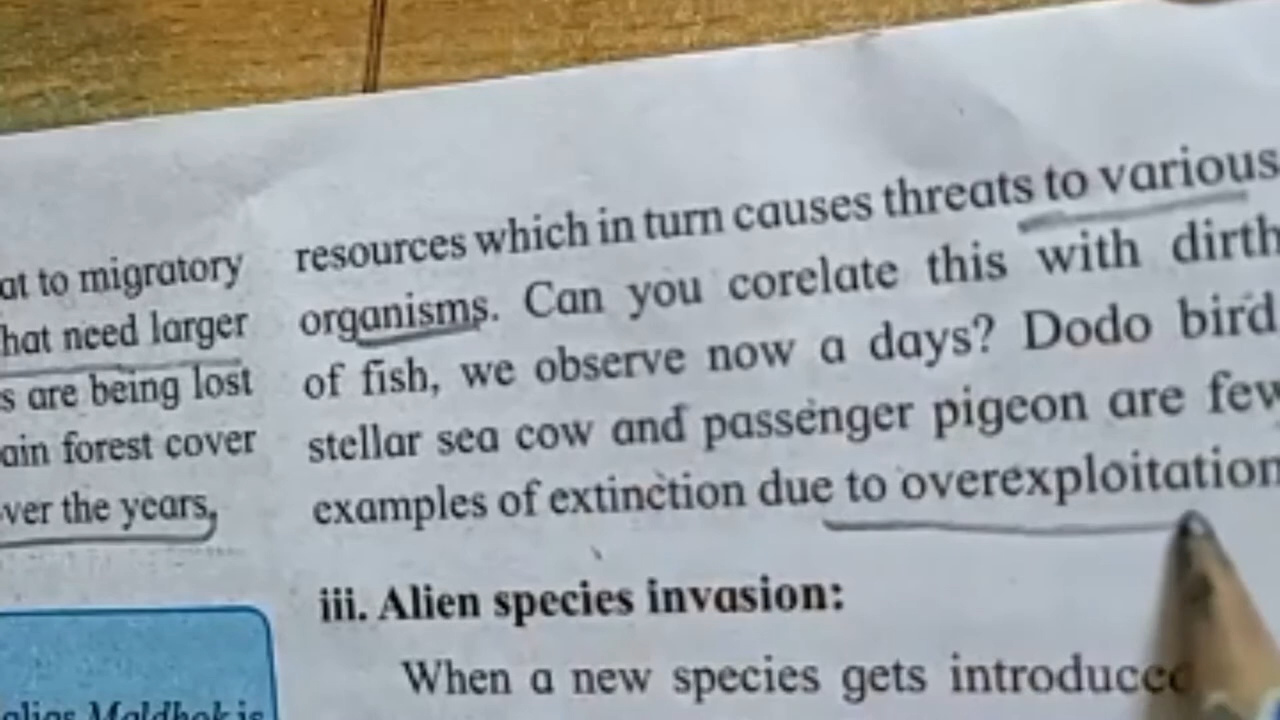 at to migratory
hat need larger
s are being lost
ain forest cover
ver the years,
alias Maldhok is
resources which in turn causes threats to various
organisms. Can you corelate this with dirth
of fish, we observe now a days? Dodo bird
stellar sea cow and passenger pigeon are few
examples of extinction due to overexploitation
iii. Alien species invasion:
When a new species gets introduced